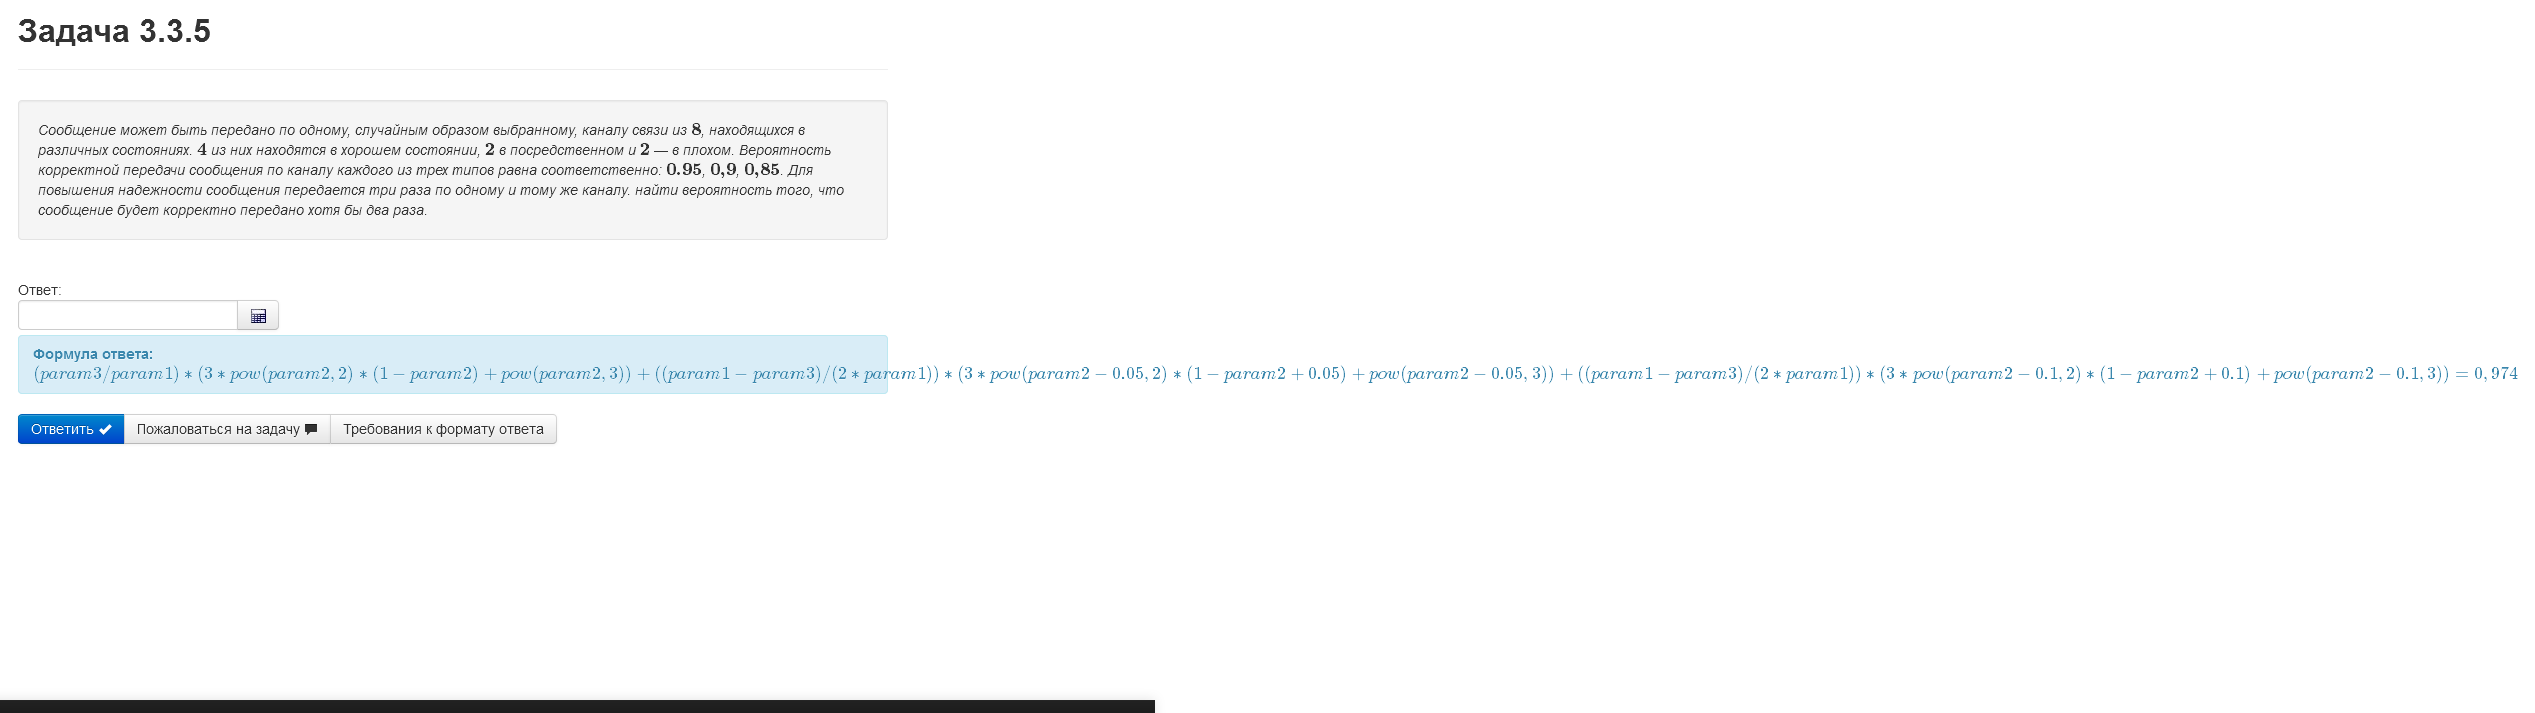 Задача 3.3.5
Сообщение может быть передано по одному, случайным образом выбранному, каналу связи из 8, находящихся в
различных состояниях. 4 из них находятся в хорошем состоянии, 2 в посредственном и 2 — в плохом. Вероятность
корректной передачи сообщения по каналу каждого из трех типов равна соответственно: 0.95, 0,9, 0,85. Для
повышения надежности сообщения передается три раза по одному и тому же каналу. найти вероятность того, что
сообщение будет корректно передано хотя бы два раза.
Ответ:
Формула ответа:
(param3/param1) * (3 * pow(param2, 2) * (1 − param2) + pow(param2, 3)) + ((param1 − param3)/(2 * param1)) * (3 * pow(param2 − 0.05, 2) * (1 − param2 + 0.05) + pow(param2 − 0.05, 3)) + ((param1 − param3)/(2 * param1)) * (3 * pow(param2 − 0.1, 2) * (1 − param2 + 0.1) + pow(param2 − 0.1, 3)) = 0,974
Ответить Пожаловаться на задачу Требования к формату ответа